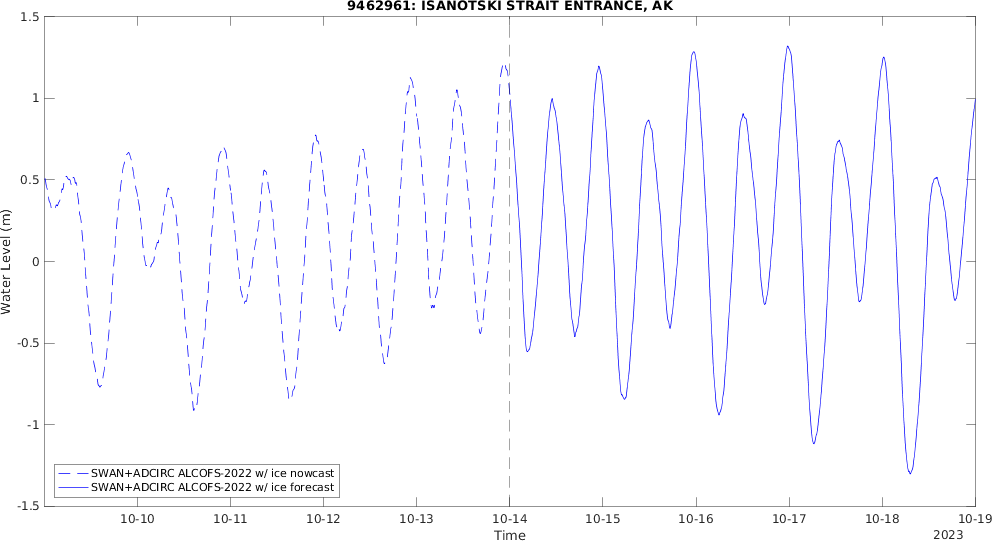 9462961: ISANOTSKI STRAIT ENTRANCE, AK
1.5
1
0.5
0
-0.5
-1
-1.5
Water Level (m)
SWAN+ADCIRC ALCOFS-2022 w/ ice nowcast
SWAN+ADCIRC ALCOFS-2022 w/ ice forecast
10-10 10-11 10-12 10-13 10-14 10-15 10-16 10-17 10-18 10-19
Time
2023